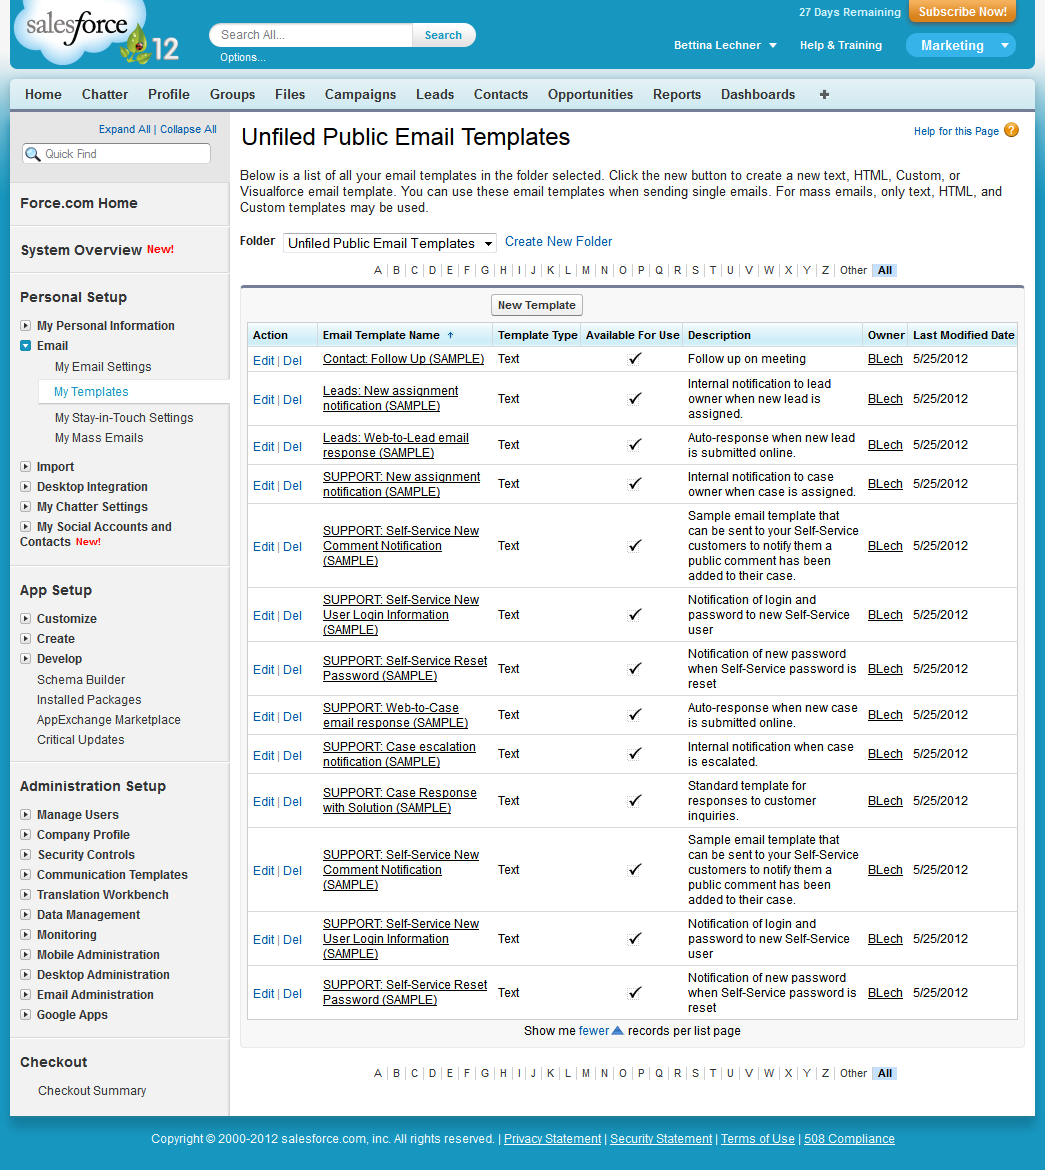 27 Days Remaining Subscribe Now!
salesforce 12
Search All... Search
Options...
Bettina Lechner Help & Training Marketing
Home Chatter Profile Groups Files Campaigns Leads Contacts Opportunities Reports Dashboards
Expand All | Collapse All
Quick Find
Force.com Home
System Overview New!
Personal Setup
My Personal Information
Email
My Email Settings
My Templates
My Stay-in-Touch Settings
My Mass Emails
Import
Desktop Integration
My Chatter Settings
My Social Accounts and
Contacts New!
App Setup
Customize
Create
Develop
Schema Builder
Installed Packages
AppExchange Marketplace
Critical Updates
Administration Setup
Manage Users
Company Profile
Security Controls
Communication Templates
Translation Workbench
Data Management
Monitoring
Mobile Administration
Desktop Administration
Email Administration
Google Apps
Checkout
Checkout Summary
Unfiled Public Email Templates
Help for this Page ?
Below is a list of all your email templates in the folder selected. Click the new button to create a new text, HTML, Custom, or
Visualforce email template. You can use these email templates when sending single emails. For mass emails, only text, HTML, and
Custom templates may be used.
Folder Unfiled Public Email Templates Create New Folder
A | B | C | D | E | F | G | H | I | J | K | L | M | N | O | P | Q | R | S | T | U | V | W | X | Y | Z | Other All
New Template
Action Email Template Name Template Type Available For Use Description Owner Last Modified Date
Edit | Del Contact: Follow Up (SAMPLE) Text Follow up on meeting BLech 5/25/2012
Internal notification to lead
Leads: New assignment
Edit | Del Text owner when new lead is BLech 5/25/2012
notification (SAMPLE)
assigned.
Leads: Web-to-Lead email Auto-response when new lead
Edit | Del Text BLech 5/25/2012
response (SAMPLE) is submitted online.
SUPPORT: New assignment Internal notification to case
Edit | Del Text BLech 5/25/2012
notification (SAMPLE) owner when case is assigned.
Sample email template that
SUPPORT: Self-Service New can be sent to your Self-Service
Edit | Del Comment Notification Text customers to notify them a BLech 5/25/2012
(SAMPLE) public comment has been
added to their case.
SUPPORT: Self-Service New Notification of login and
Edit | Del User Login Information Text password to new Self-Service BLech 5/25/2012
(SAMPLE) user
Notification of new password
SUPPORT: Self-Service Reset
Edit | Del Text when Self-Service password is BLech 5/25/2012
Password (SAMPLE)
reset
SUPPORT: Web-to-Case Auto-response when new case
Edit | Del Text BLech 5/25/2012
email response (SAMPLE) is submitted online.
SUPPORT: Case escalation Internal notification when case
Edit | Del Text BLech 5/25/2012
notification (SAMPLE) is escalated.
Standard template for
SUPPORT: Case Response
Edit | Del Text responses to customer BLech 5/25/2012
with Solution (SAMPLE)
inquiries.
Sample email template that
SUPPORT: Self-Service New can be sent to your Self-Service
Edit | Del Comment Notification Text customers to notify them a BLech 5/25/2012
(SAMPLE) public comment has been
added to their case.
SUPPORT: Self-Service New Notification of login and
Edit | Del User Login Information Text password to new Self-Service BLech 5/25/2012
(SAMPLE) user
Notification of new password
SUPPORT: Self-Service Reset
Edit | Del Text when Self-Service password is BLech 5/25/2012
Password (SAMPLE)
reset
Show me fewer records per list page
A | B | C | D | E | F | G | H | I | J | K | L | M | N | O | P | Q | R | S | T | U | V | W | X | Y | Z | Other All
Copyright © 2000-2012 salesforce.com, inc. All rights reserved. | Privacy Statement | Security Statement | Terms of Use | 508 Compliance